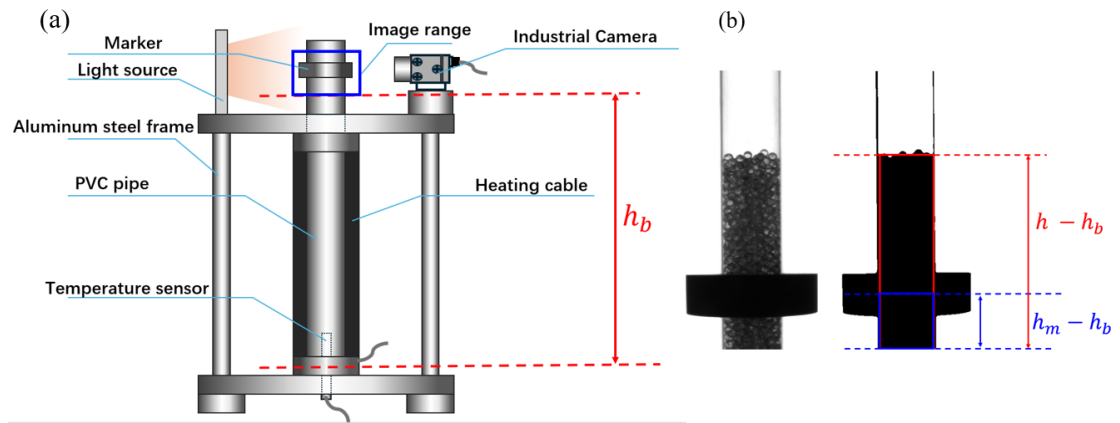 (a)
(b)
Marker
Image range
Industrial Camera
Light source
Aluminum steel frame
PVC pipe
Heating cable
h_b
Temperature sensor
h - h_b
h_m - h_b